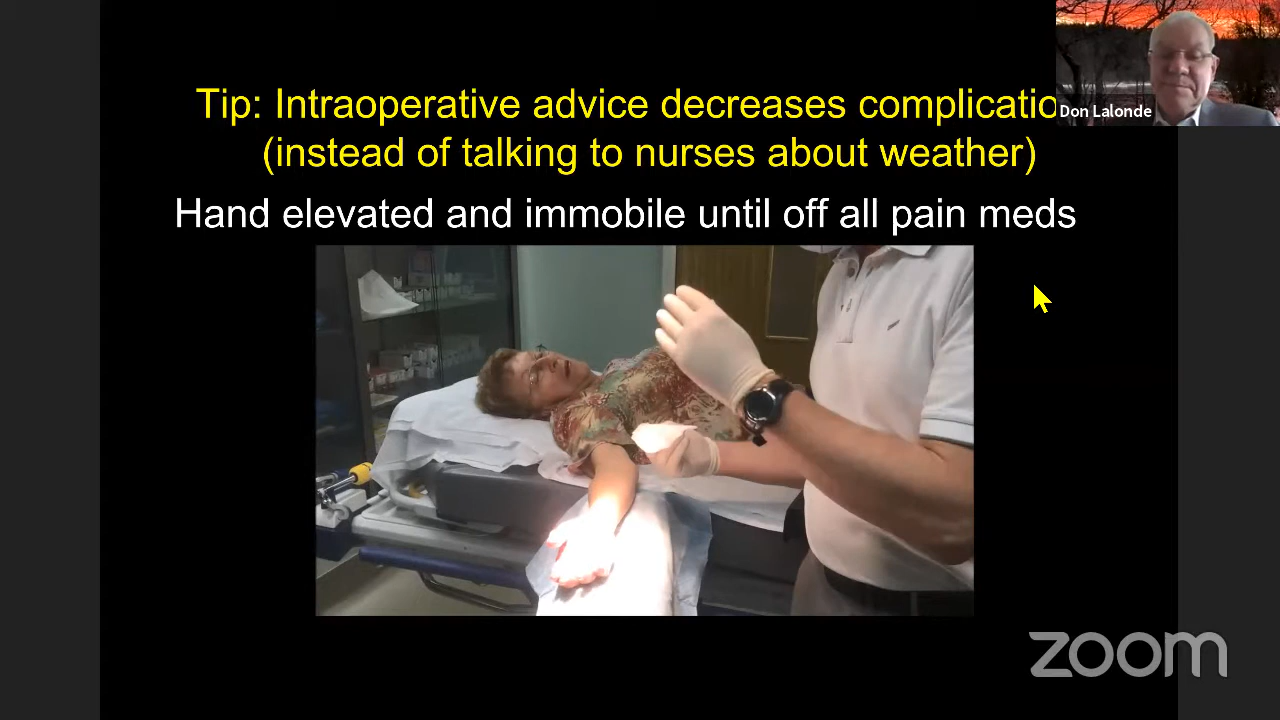 Tip: Intraoperative advice decreases complicatio
(instead of talking to nurses about weather)
Hand elevated and immobile until off all pain meds
Don Lalonde
zoom